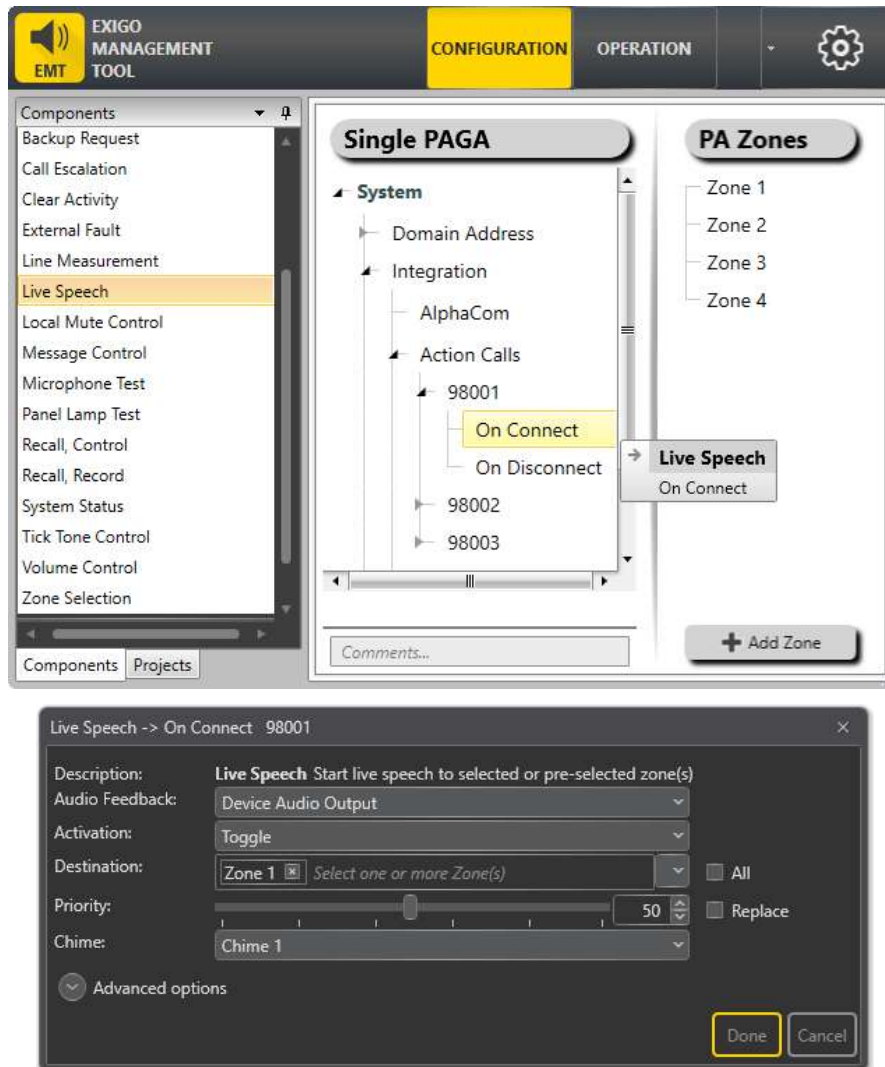 EXIGO
MANAGEMENT
TOOL
EMT
CONFIGURATION
OPERATION
Components
Backup Request
Call Escalation
Clear Activity
External Fault
Line Measurement
Live Speech
Local Mute Control
Message Control
Microphone Test
Panel Lamp Test
Recall, Control
Recall, Record
System Status
Tick Tone Control
Volume Control
Zone Selection
Components
Projects
Single PAGA
System
Domain Address
Integration
AlphaCom
Action Calls
98001
On Connect
On Disconnect
98002
98003
Comments...
Live Speech
On Connect
PA Zones
Zone 1
Zone 2
Zone 3
Zone 4
Add Zone
Live Speech -> On Connect 98001
Description: Live Speech Start live speech to selected or pre-selected zone(s)
Audio Feedback: Device Audio Output
Activation: Toggle
Destination: Zone 1 Select one or more Zone(s) All
Priority: 50 Replace
Chime: Chime 1
Advanced options
Done Cancel